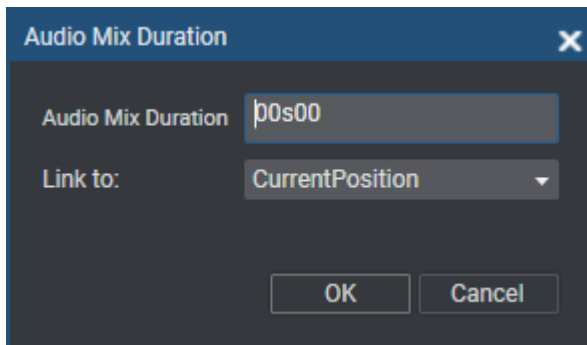 Audio Mix Duration
Audio Mix Duration 00s00
Link to: CurrentPosition
OK Cancel